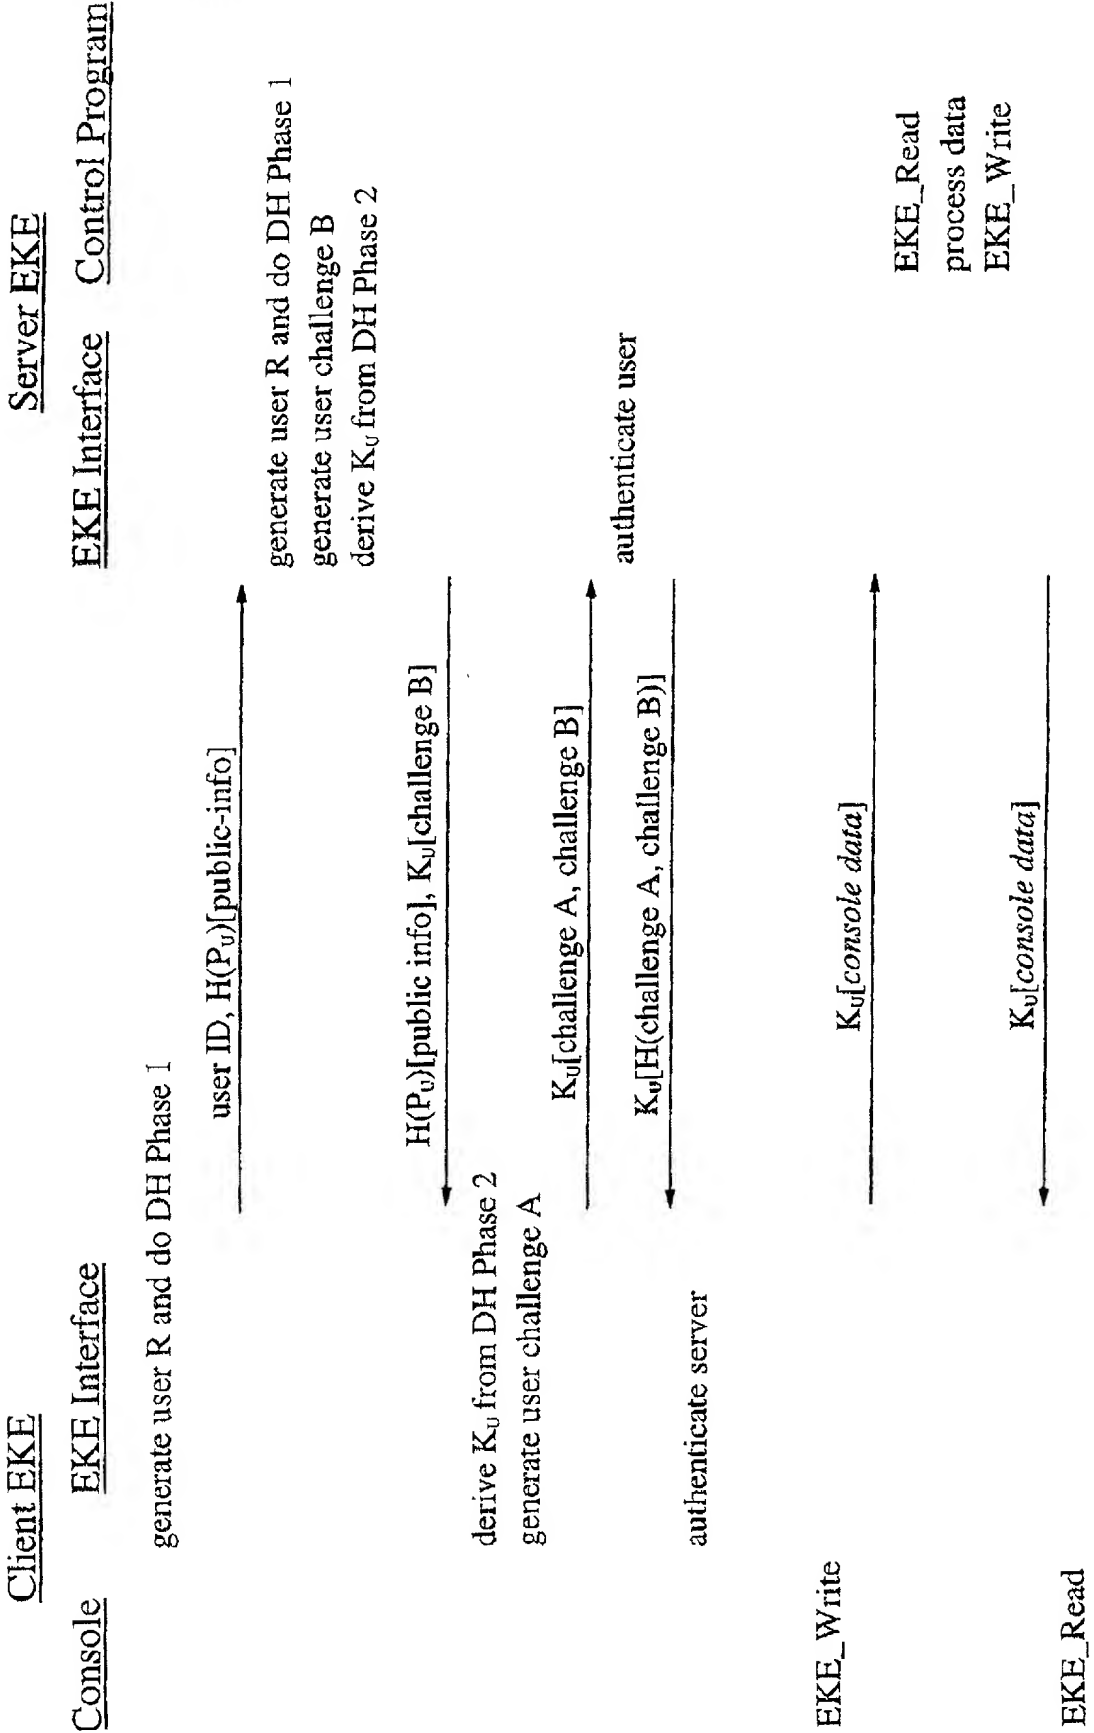 Client EKE
Server EKE
Console
EKE Interface
EKE Interface
Control Program
generate user R and do DH Phase 1
user ID, H(P_U)[public-info]
generate user R and do DH Phase 1
generate user challenge B
derive K_U from DH Phase 2
H(P_U)[public info], K_U[challenge B]
derive K_U from DH Phase 2
generate user challenge A
K_U[challenge A, challenge B]
authenticate user
K_U[H(challenge A, challenge B)]
authenticate server
EKE_Write
K_U[console data]
EKE_Read
process data
EKE_Write
K_U[console data]
EKE_Read